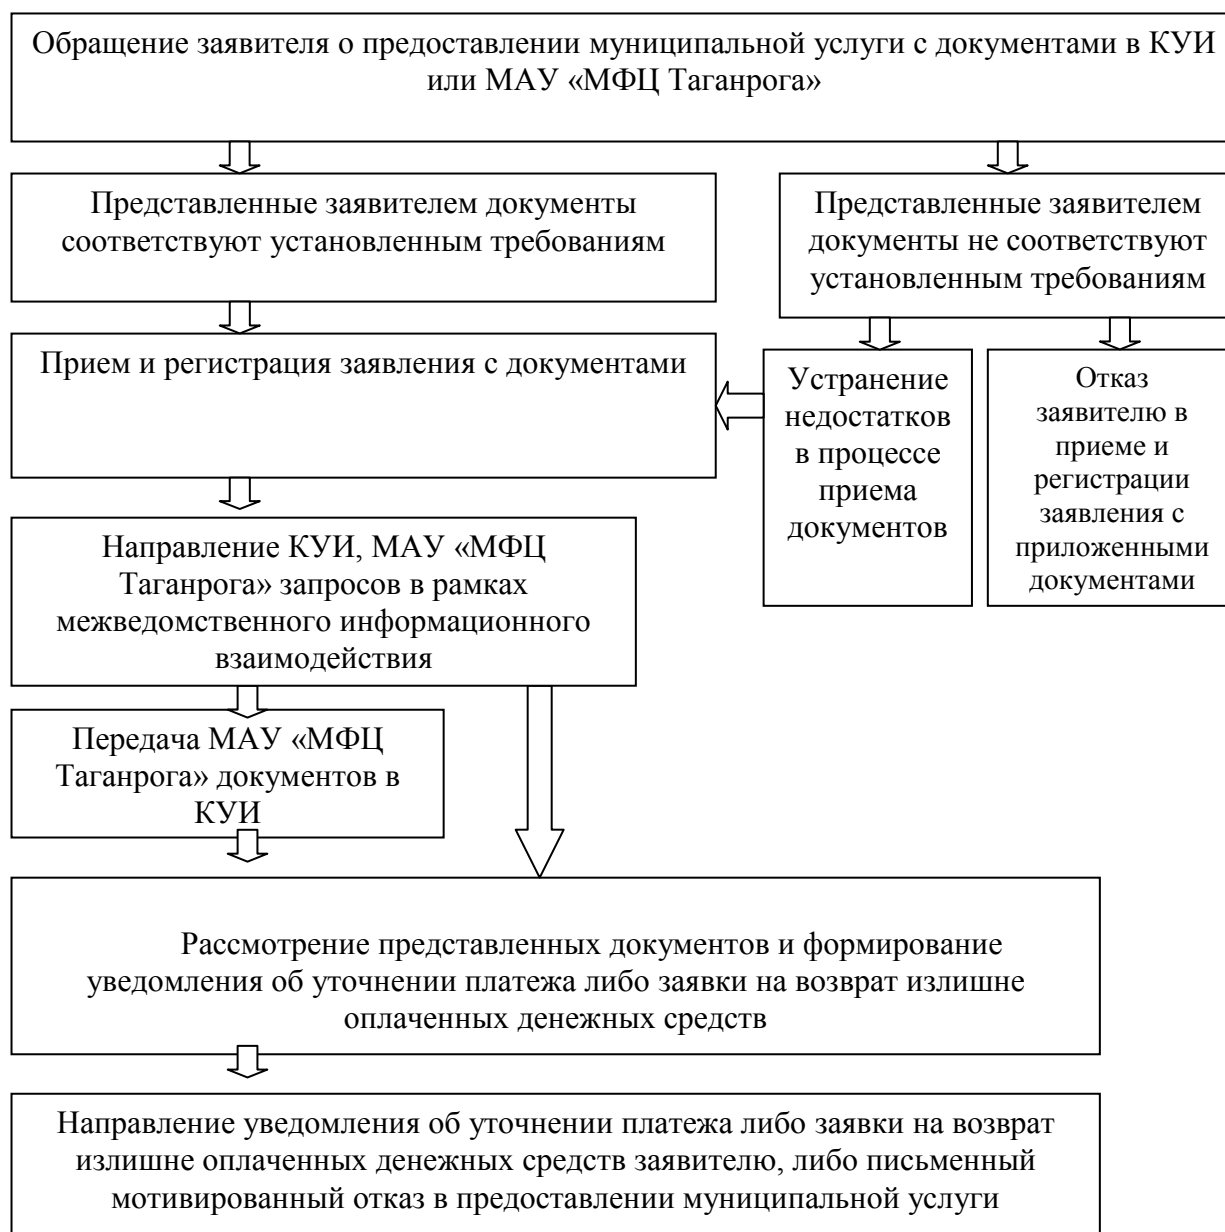 Обращение заявителя о предоставлении муниципальной услуги с документами в КУИ
или МАУ «МФЦ Таганрога»
Представленные заявителем документы
соответствуют установленным требованиям
Представленные заявителем
документы не соответствуют
установленным требованиям
Прием и регистрация заявления с документами
Устранение
недостатков
в процессе
приема
документов
Отказ
заявителю в
приеме и
регистрации
заявления с
приложенными
документами
Направление КУИ, МАУ «МФЦ
Таганрога» запросов в рамках
межведомственного информационного
взаимодействия
Передача МАУ «МФЦ
Таганрога» документов в
КУИ
Рассмотрение представленных документов и формирование
уведомления об уточнении платежа либо заявки на возврат излишне
оплаченных денежных средств
Направление уведомления об уточнении платежа либо заявки на возврат
излишне оплаченных денежных средств заявителю, либо письменный
мотивированный отказ в предоставлении муниципальной услуги